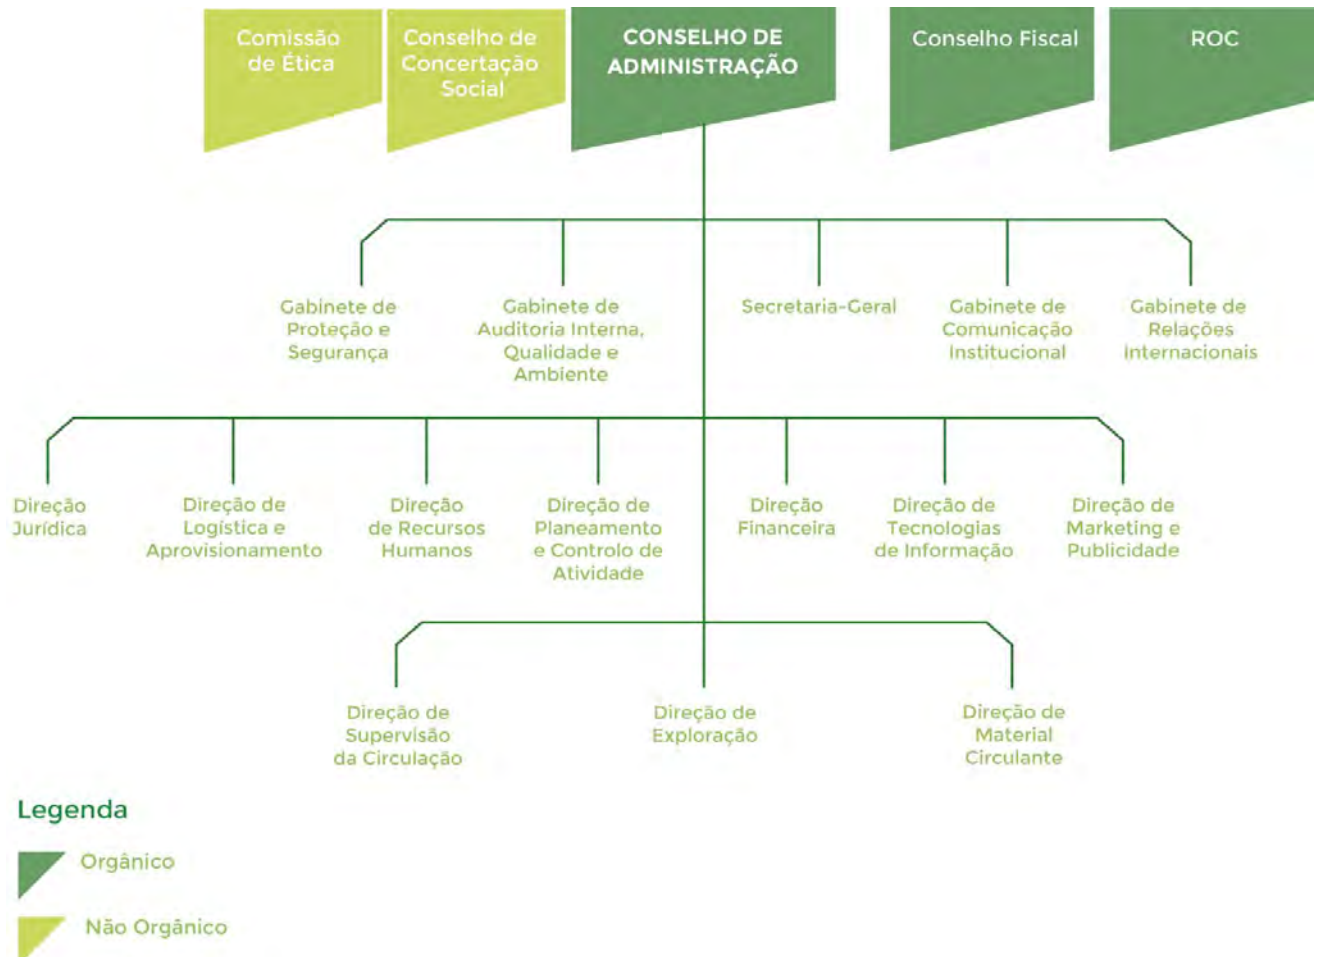 Comissão
de Ética
Conselho de
Concertação
Social
CONSELHO DE
ADMINISTRAÇÃO
Conselho Fiscal
ROC
Gabinete de
Proteção e
Segurança
Gabinete de
Auditoria Interna,
Qualidade e
Ambiente
Secretaria-Geral
Gabinete de
Comunicação
Institucional
Gabinete de
Relações
Internacionais
Direção
Jurídica
Direção de
Logística e
Aprovisionamento
Direção
de Recursos
Humanos
Direção de
Planeamento
e Controlo de
Atividade
Direção
Financeira
Direção de
Tecnologias
de Informação
Direção de
Marketing e
Publicidade
Direção de
Supervisão
da Circulação
Direção de
Exploração
Direção de
Material
Circulante
Legenda
Orgânico
Não Orgânico